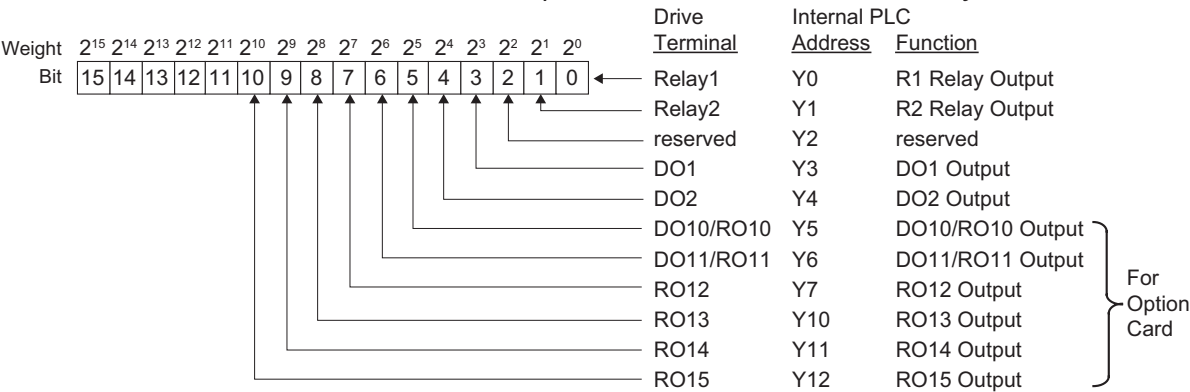 Drive Internal PLC
Weight 2¹⁵ 2¹⁴ 2¹³ 2¹² 2¹¹ 2¹⁰ 2⁹ 2⁸ 2⁷ 2⁶ 2⁵ 2⁴ 2³ 2² 2¹ 2⁰ Terminal Address Function
Bit 15 14 13 12 11 10 9 8 7 6 5 4 3 2 1 0 Relay1 Y0 R1 Relay Output
Relay2 Y1 R2 Relay Output
reserved Y2 reserved
DO1 Y3 DO1 Output
DO2 Y4 DO2 Output
DO10/RO10 Y5 DO10/RO10 Output
DO11/RO11 Y6 DO11/RO11 Output
RO12 Y7 RO12 Output
RO13 Y10 RO13 Output
RO14 Y11 RO14 Output
RO15 Y12 RO15 Output
For
Option
Card